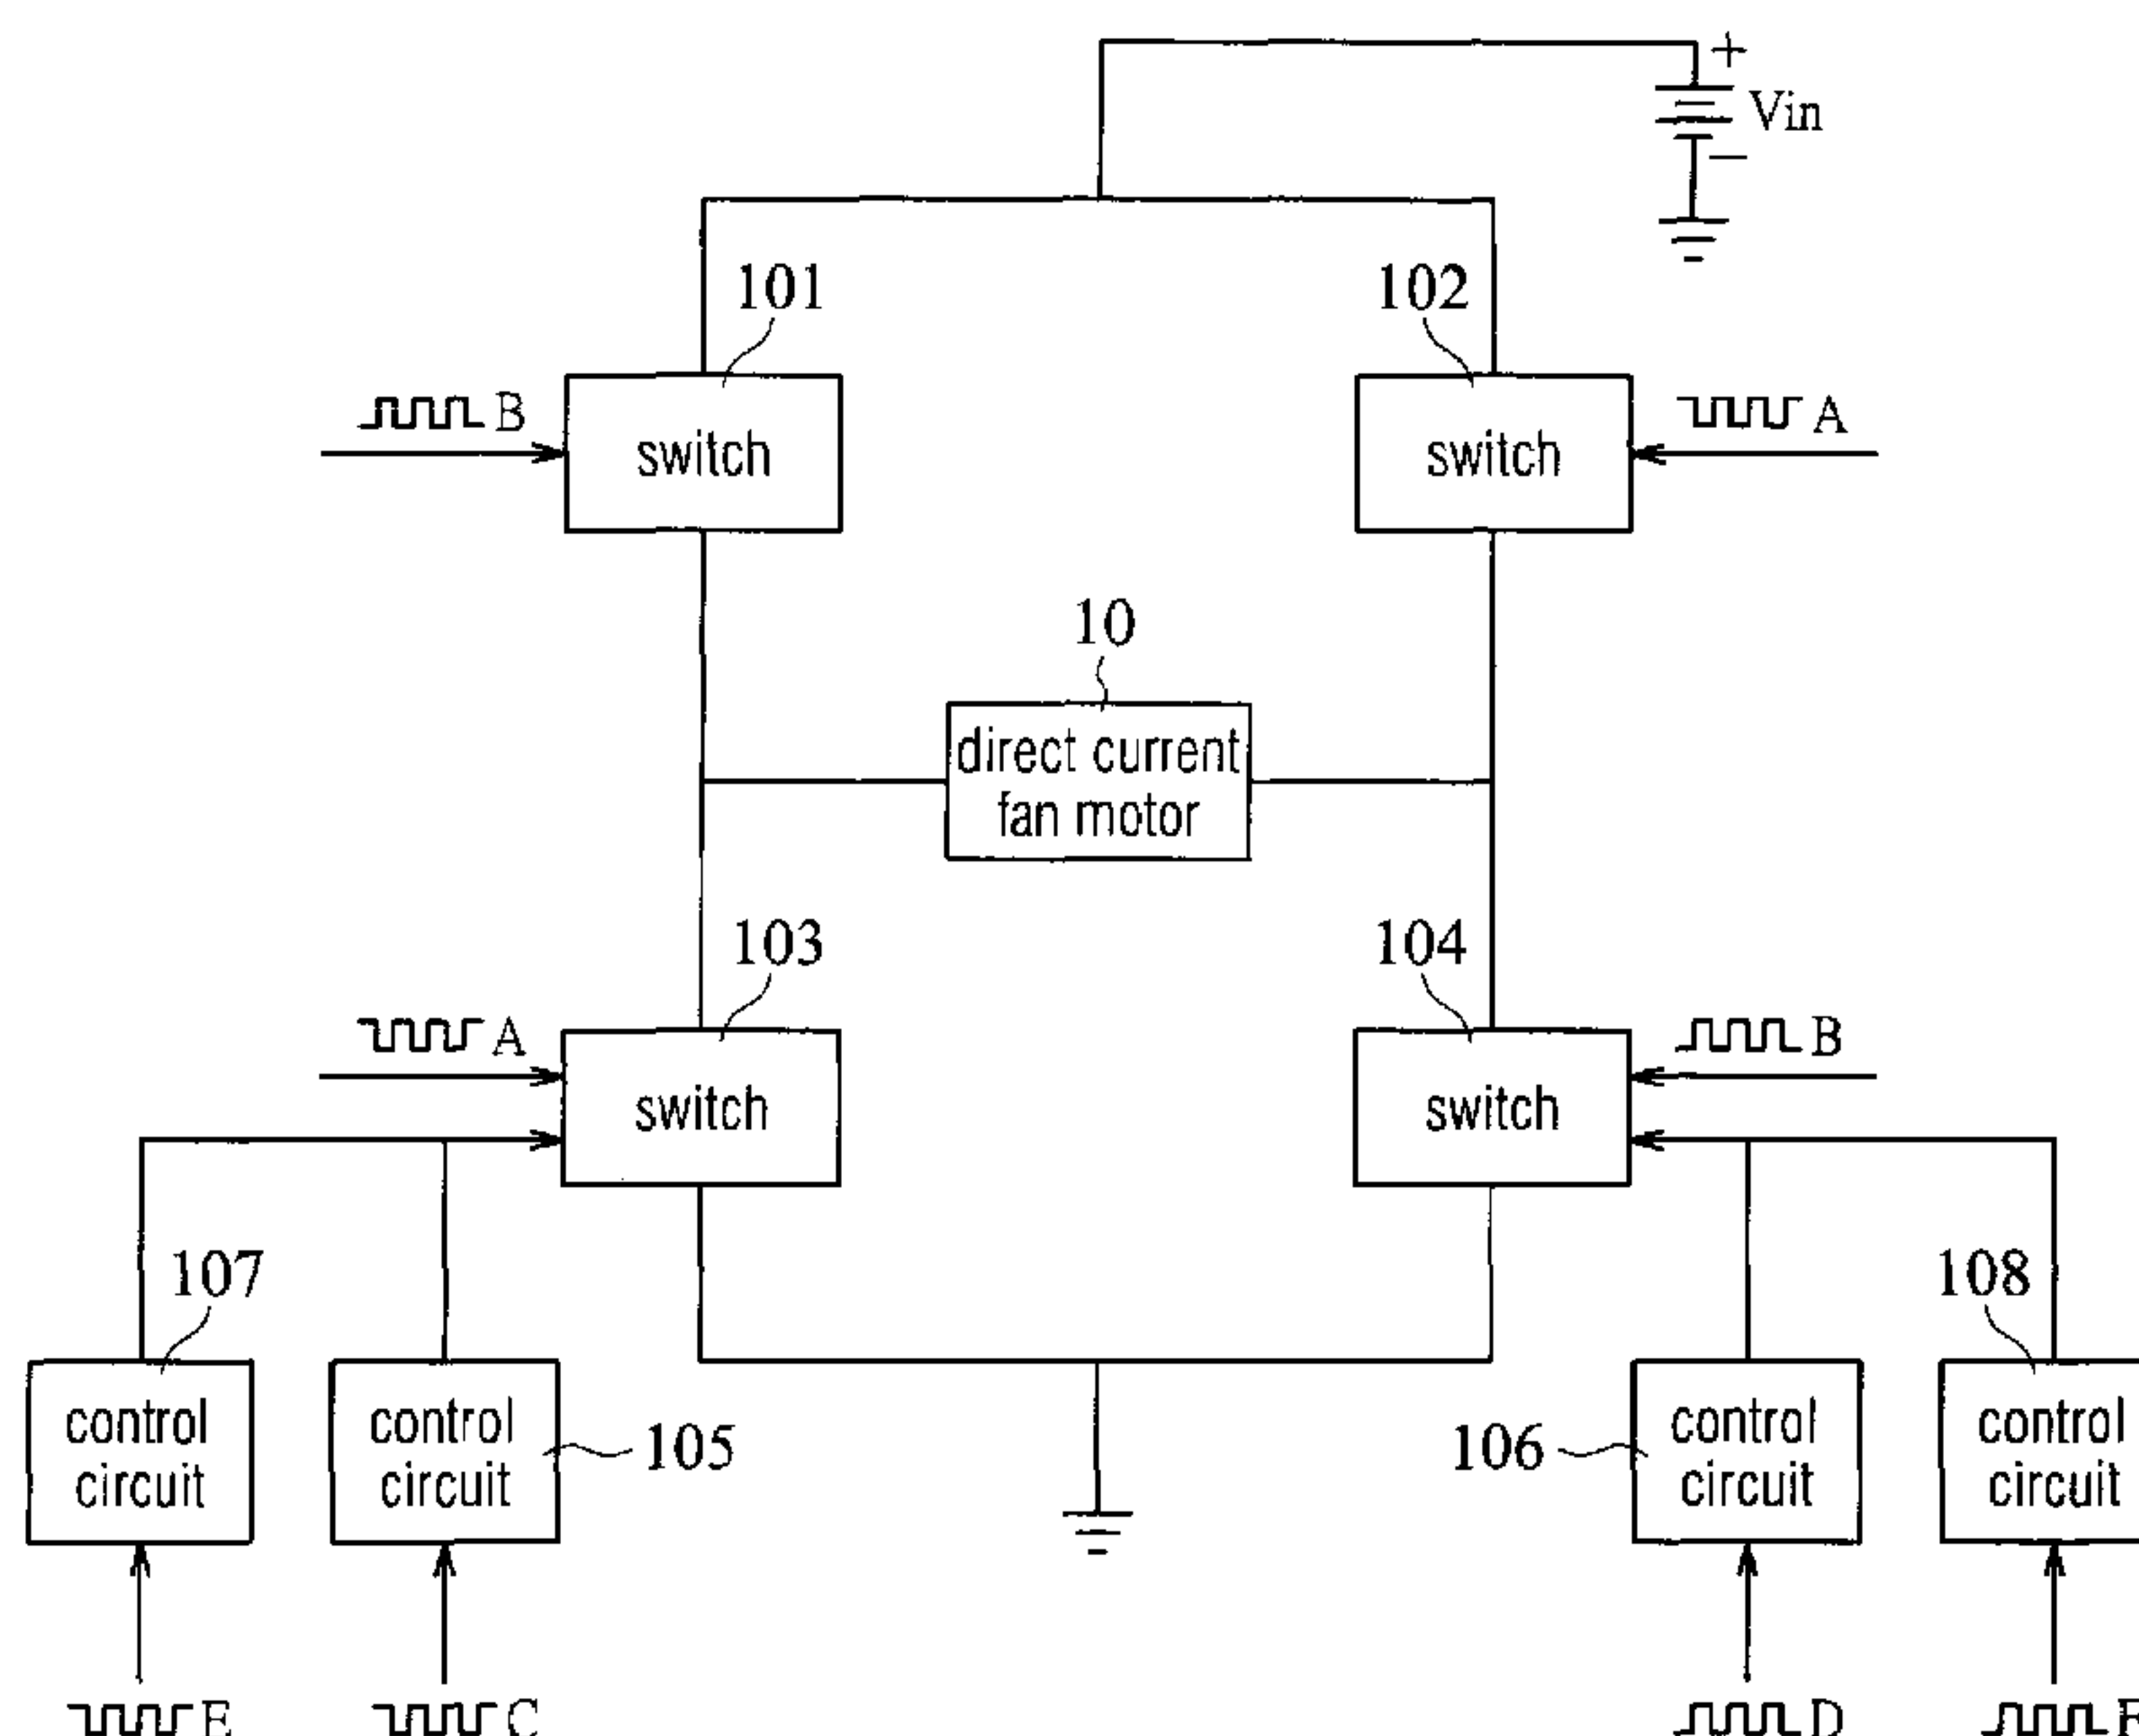 +
Vin
—
101
102
B
switch
switch
A
10
direct current
fan motor
103
104
A
switch
switch
B
107
108
control
circuit
control
circuit
105
106
control
circuit
control
circuit
E
C
D